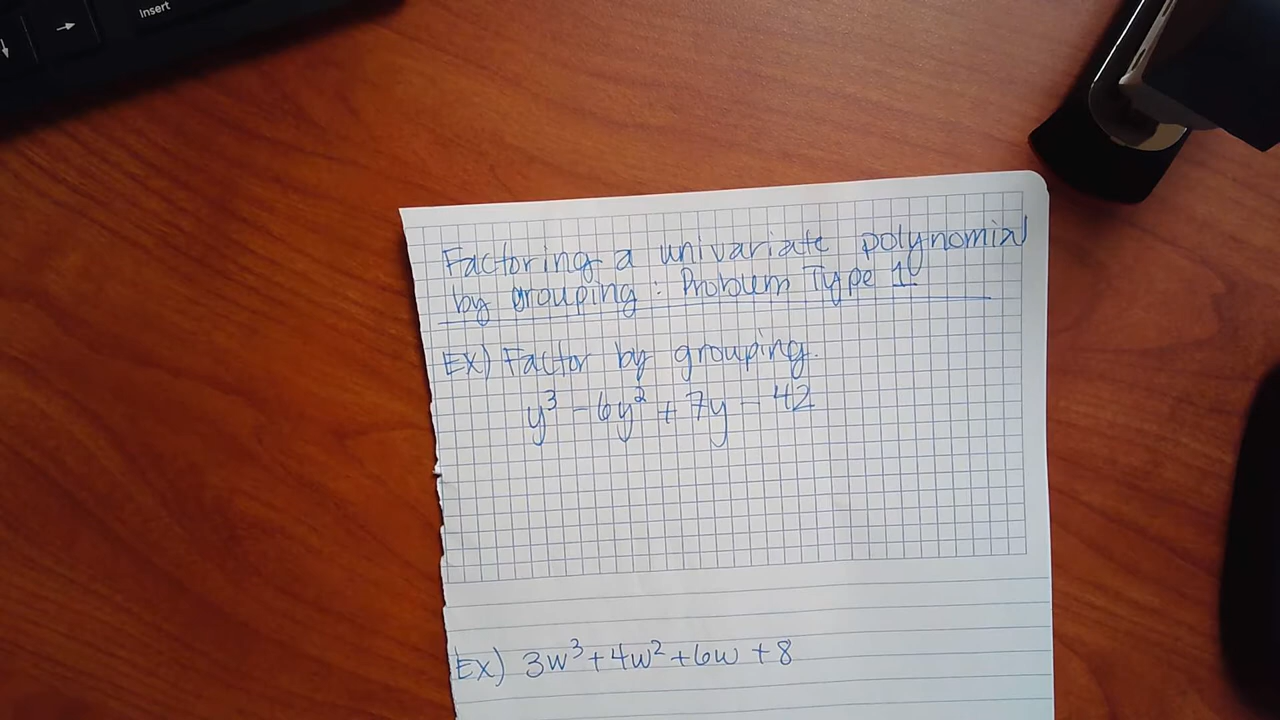 Insert
Factoring a univariate polynomial
by grouping: Problem Type 1
Ex) Factor by grouping.
y³ - 6y² + 7y - 42
Ex) 3w³ + 4w² + 6w + 8